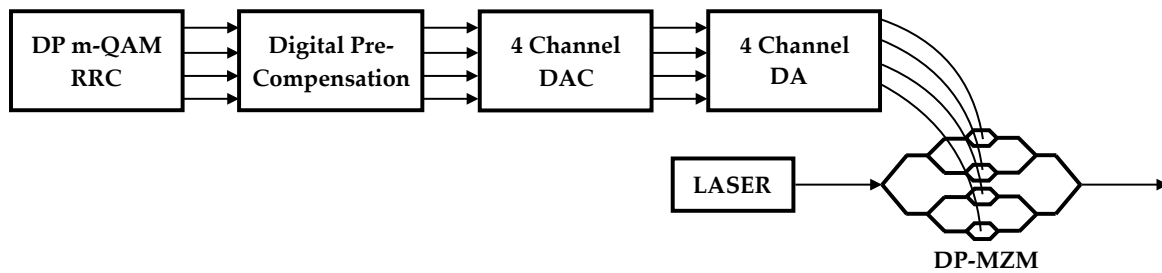 DP m-QAM
RRC
Digital Pre-
Compensation
4 Channel
DAC
4 Channel
DA
LASER
DP-MZM